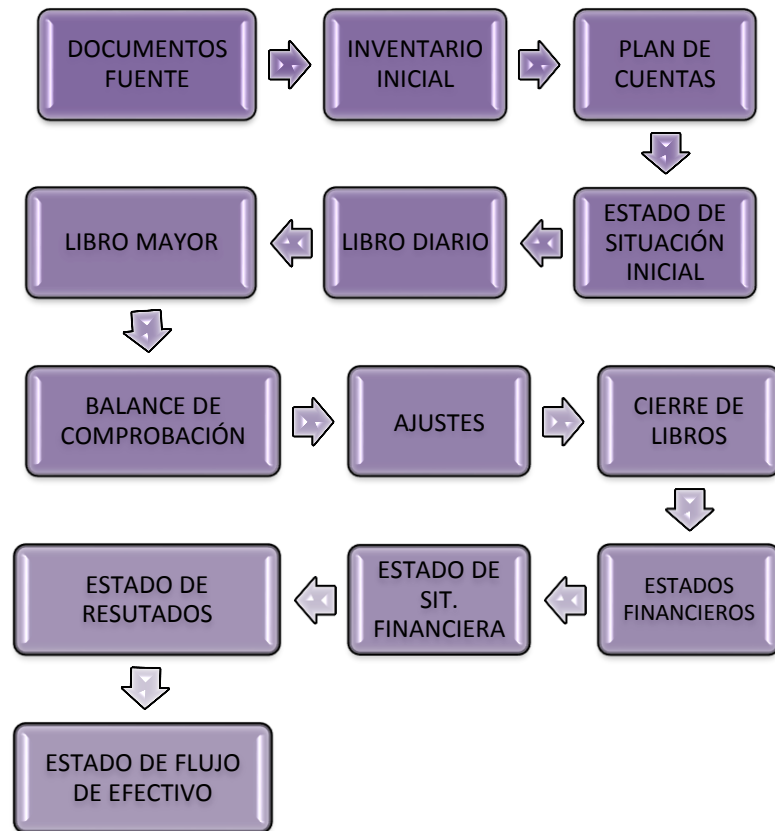 DOCUMENTOS
FUENTE
INVENTARIO
INICIAL
PLAN DE
CUENTAS
ESTADO DE
SITUACIÓN
INICIAL
LIBRO DIARIO
LIBRO MAYOR
BALANCE DE
COMPROBACIÓN
AJUSTES
CIERRE DE
LIBROS
ESTADOS
FINANCIEROS
ESTADO DE
SIT.
FINANCIERA
ESTADO DE
RESUTADOS
ESTADO DE FLUJO
DE EFECTIVO